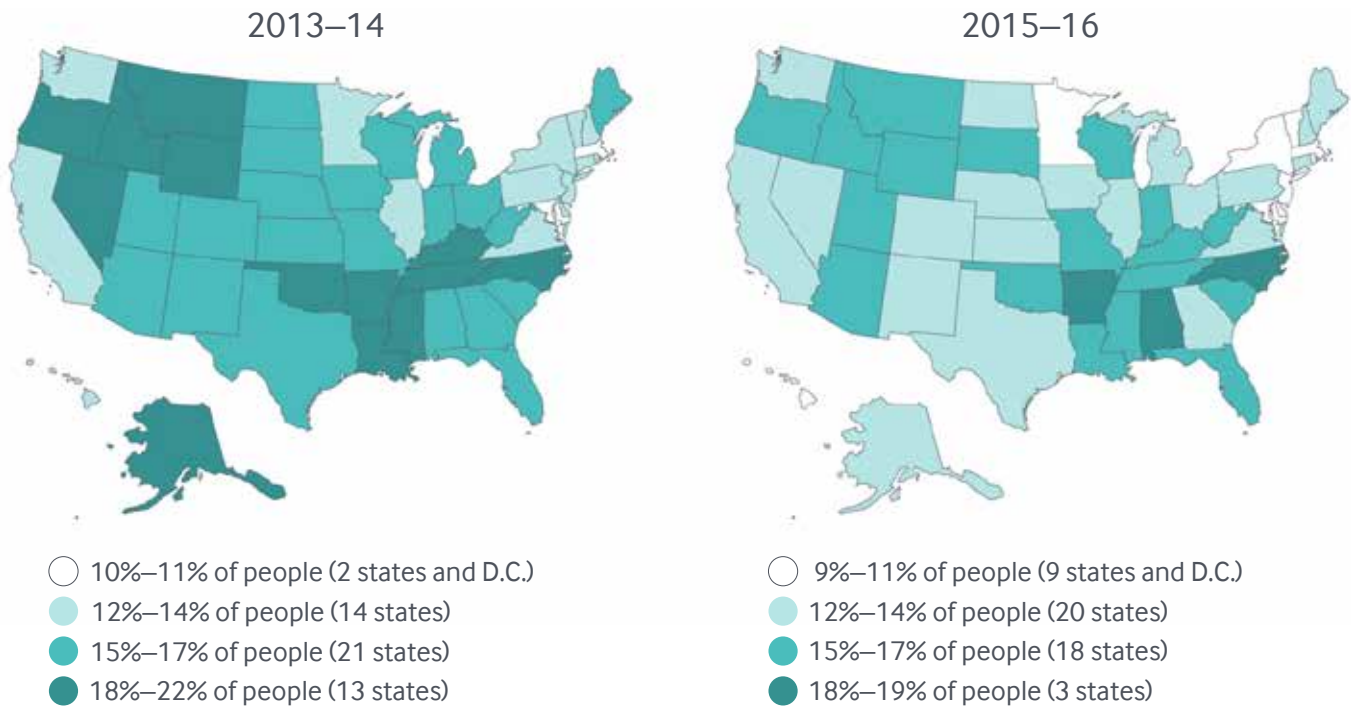 2013–14
10%–11% of people (2 states and D.C.)
12%–14% of people (14 states)
15%–17% of people (21 states)
18%–22% of people (13 states)
2015–16
9%–11% of people (9 states and D.C.)
12%–14% of people (20 states)
15%–17% of people (18 states)
18%–19% of people (3 states)